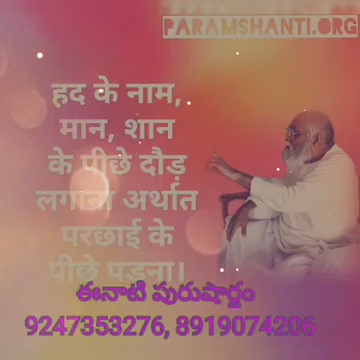 PARAMSHANTI.ORG
हद के नाम,
मान, शान
के पीछे दौड़
लगाना अर्थात
परछाई के
पीछे पड़ना।
ఈనాటి పురుషార్థం
9247353276, 8919074206